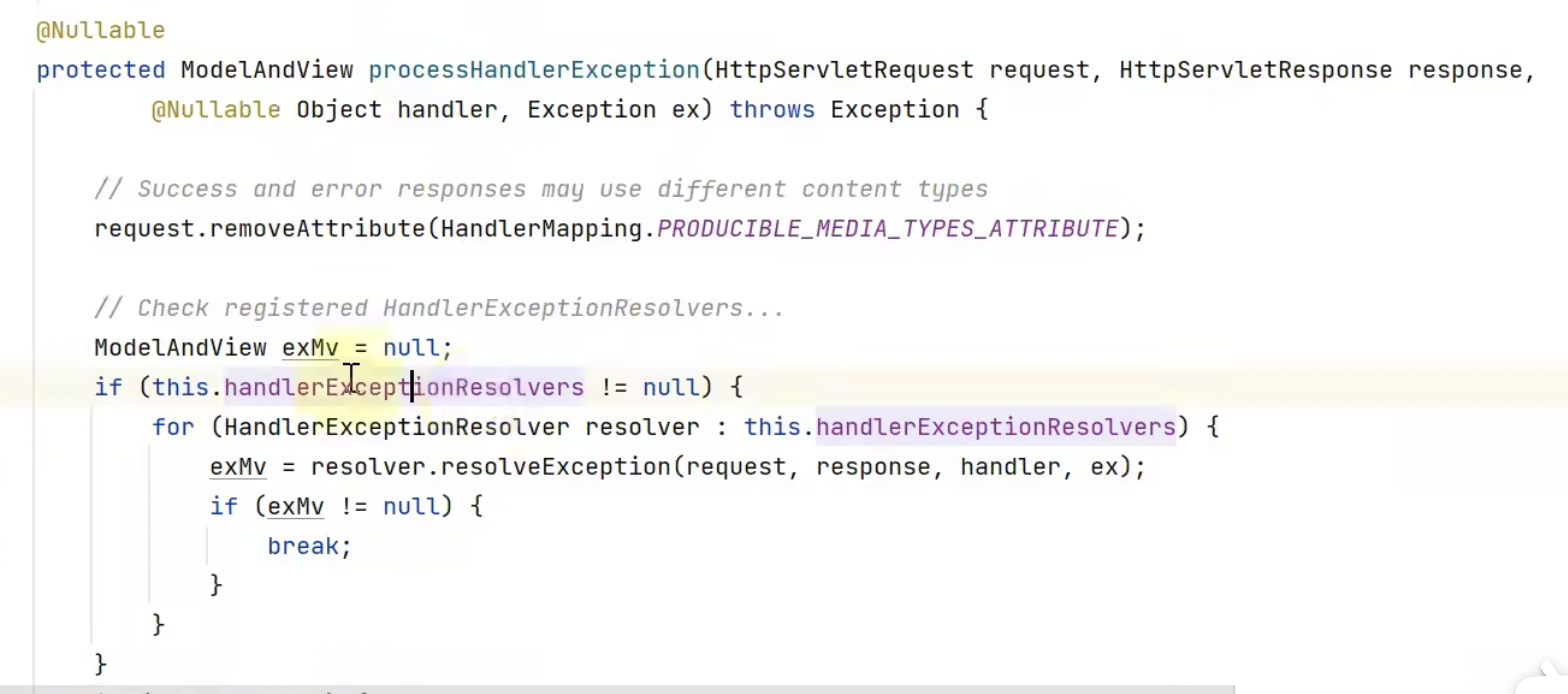 @Nullable
protected ModelAndView processHandlerException(HttpServletRequest request, HttpServletResponse response,
@Nullable Object handler, Exception ex) throws Exception {
// Success and error responses may use different content types
request.removeAttribute(HandlerMapping.PRODUCIBLE_MEDIA_TYPES_ATTRIBUTE);
// Check registered HandlerExceptionResolvers...
ModelAndView exMv = null;
if (this.handlerExceptionResolvers != null) {
for (HandlerExceptionResolver resolver : this.handlerExceptionResolvers) {
exMv = resolver.resolveException(request, response, handler, ex);
if (exMv != null) {
break;
}
}
}